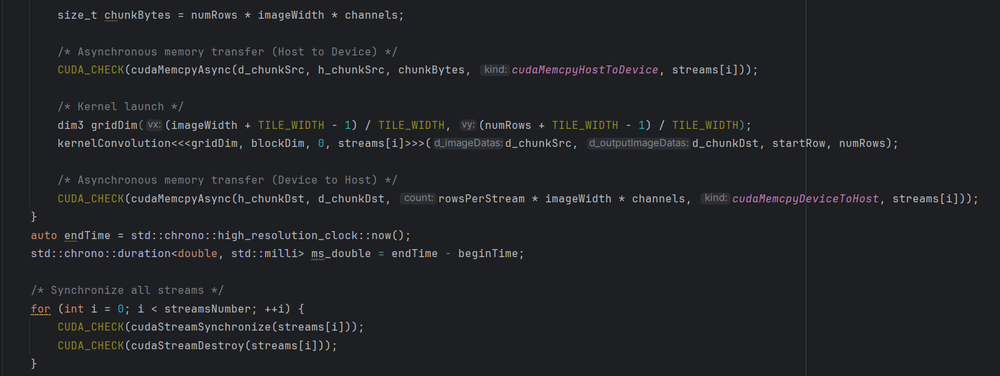 size_t chunkBytes = numRows * imageWidth * channels;
/* Asynchronous memory transfer (Host to Device) */
CUDA_CHECK(cudaMemcpyAsync(d_chunkSrc, h_chunkSrc, chunkBytes, kind: cudaMemcpyHostToDevice, streams[i]));
/* Kernel launch */
dim3 gridDim(vx: (imageWidth + TILE_WIDTH - 1) / TILE_WIDTH, vy: (numRows + TILE_WIDTH - 1) / TILE_WIDTH);
kernelConvolution<<<gridDim, blockDim, 0, streams[i]>>>(d_imageDatas: d_chunkSrc, d_outputImageDatas: d_chunkDst, startRow, numRows);
/* Asynchronous memory transfer (Device to Host) */
CUDA_CHECK(cudaMemcpyAsync(h_chunkDst, d_chunkDst, count: rowsPerStream * imageWidth * channels, kind: cudaMemcpyDeviceToHost, streams[i]));
}
auto endTime = std::chrono::high_resolution_clock::now();
std::chrono::duration<double, std::milli> ms_double = endTime - beginTime;
/* Synchronize all streams */
for (int i = 0; i < streamsNumber; ++i) {
CUDA_CHECK(cudaStreamSynchronize(streams[i]));
CUDA_CHECK(cudaStreamDestroy(streams[i]));
}